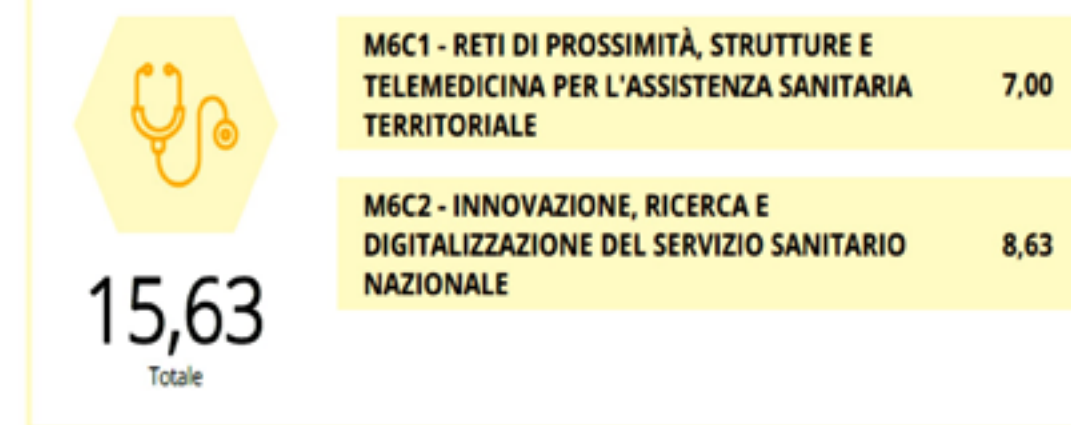 M6C1 - RETI DI PROSSIMITÀ, STRUTTURE E
TELEMEDICINA PER L'ASSISTENZA SANITARIA
TERRITORIALE
7,00
M6C2 - INNOVAZIONE, RICERCA E
DIGITALIZZAZIONE DEL SERVIZIO SANITARIO
NAZIONALE
8,63
15,63
Totale